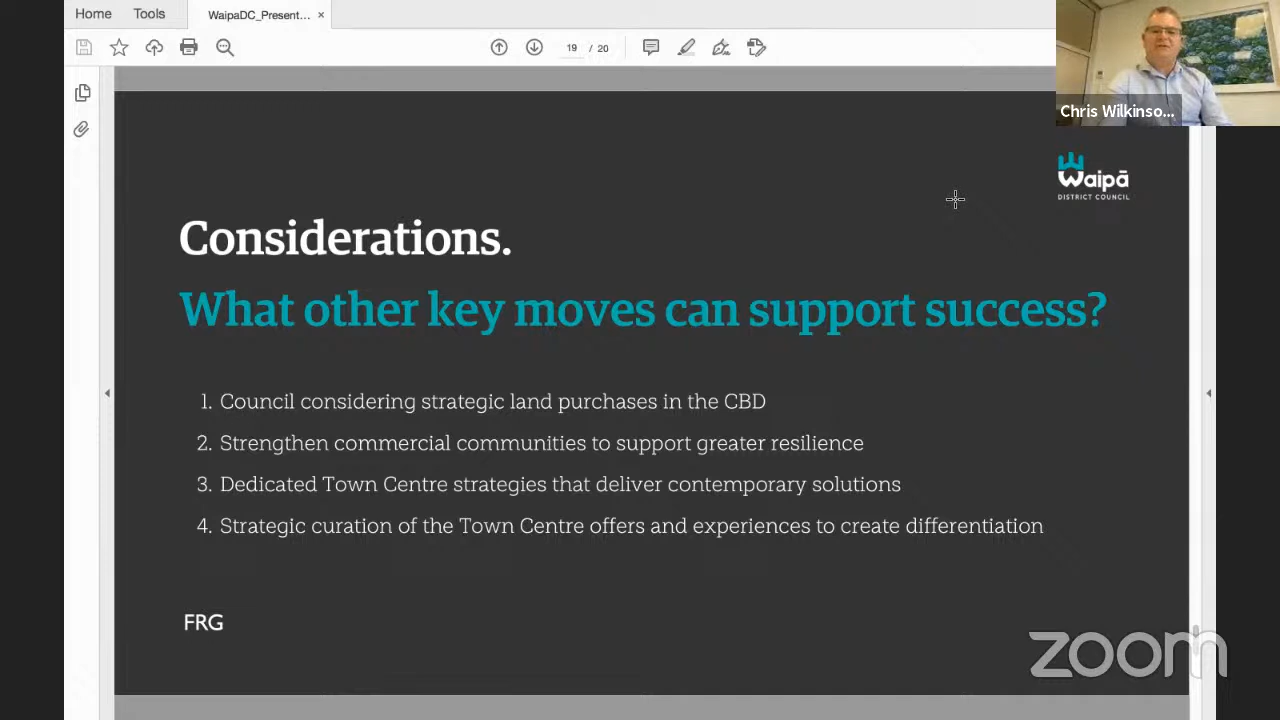 Home
Tools
WaipaDC_Present... ×
19 / 20
Chris Wilkinso...
Waipā
DISTRICT COUNCIL
Considerations.
What other key moves can support success?
1. Council considering strategic land purchases in the CBD
2. Strengthen commercial communities to support greater resilience
3. Dedicated Town Centre strategies that deliver contemporary solutions
4. Strategic curation of the Town Centre offers and experiences to create differentiation
FRG
zoom